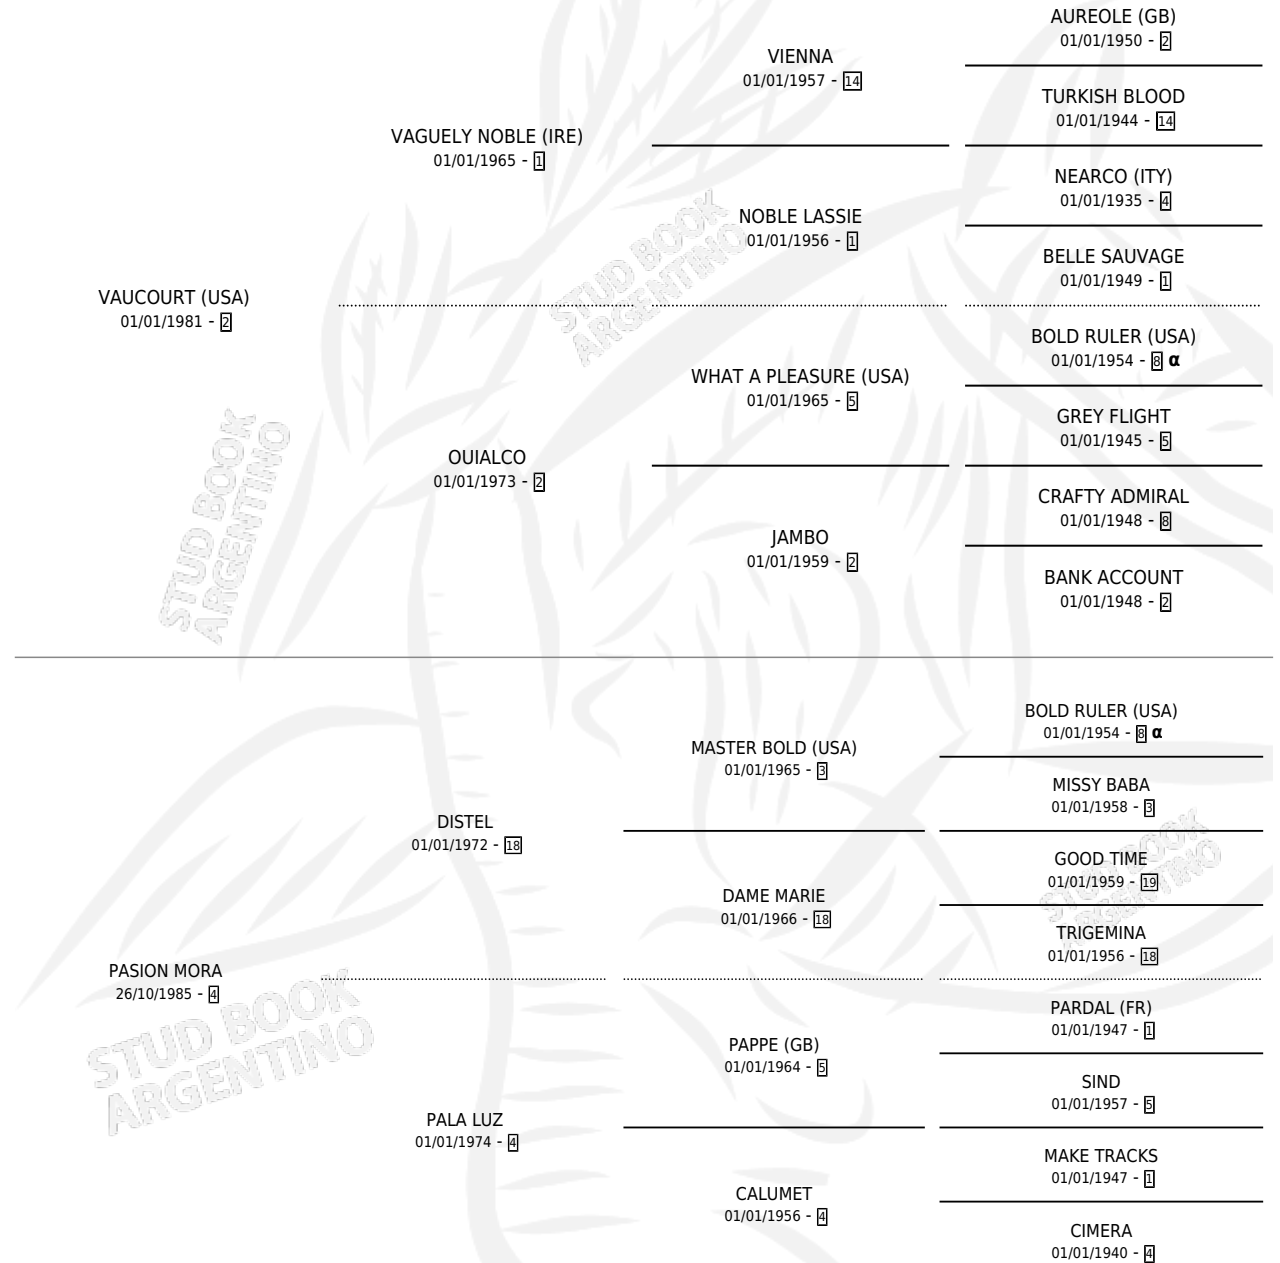 AUREOLE (GB)
01/01/1950 - 2
VIENNA
01/01/1957 - 14
TURKISH BLOOD
01/01/1944 - 14
VAGUELY NOBLE (IRE)
01/01/1965 - 1
NEARCO (ITY)
01/01/1935 - 4
NOBLE LASSIE
01/01/1956 - 1
BELLE SAUVAGE
01/01/1949 - 1
VAUCOURT (USA)
01/01/1981 - 2
BOLD RULER (USA)
01/01/1954 - 8 α
WHAT A PLEASURE (USA)
01/01/1965 - 5
GREY FLIGHT
01/01/1945 - 5
OUIALCO
01/01/1973 - 2
CRAFTY ADMIRAL
01/01/1948 - 8
JAMBO
01/01/1959 - 2
BANK ACCOUNT
01/01/1948 - 2
BOLD RULER (USA)
01/01/1954 - 8 α
MASTER BOLD (USA)
01/01/1965 - 3
MISSY BABA
01/01/1958 - 3
DISTEL
01/01/1972 - 18
GOOD TIME
01/01/1959 - 19
DAME MARIE
01/01/1966 - 18
TRIGEMINA
01/01/1956 - 18
PASION MORA
26/10/1985 - 4
PARDAL (FR)
01/01/1947 - 1
PAPPE (GB)
01/01/1964 - 5
SIND
01/01/1957 - 5
PALA LUZ
01/01/1974 - 4
MAKE TRACKS
01/01/1947 - 1
CALUMET
01/01/1956 - 4
CIMERA
01/01/1940 - 4
STUD BOOK
ARGENTINO
STUD BOOK
ARGENTINO
STUD BOOK
ARGENTINO
STUD BOOK
ARGENTINO